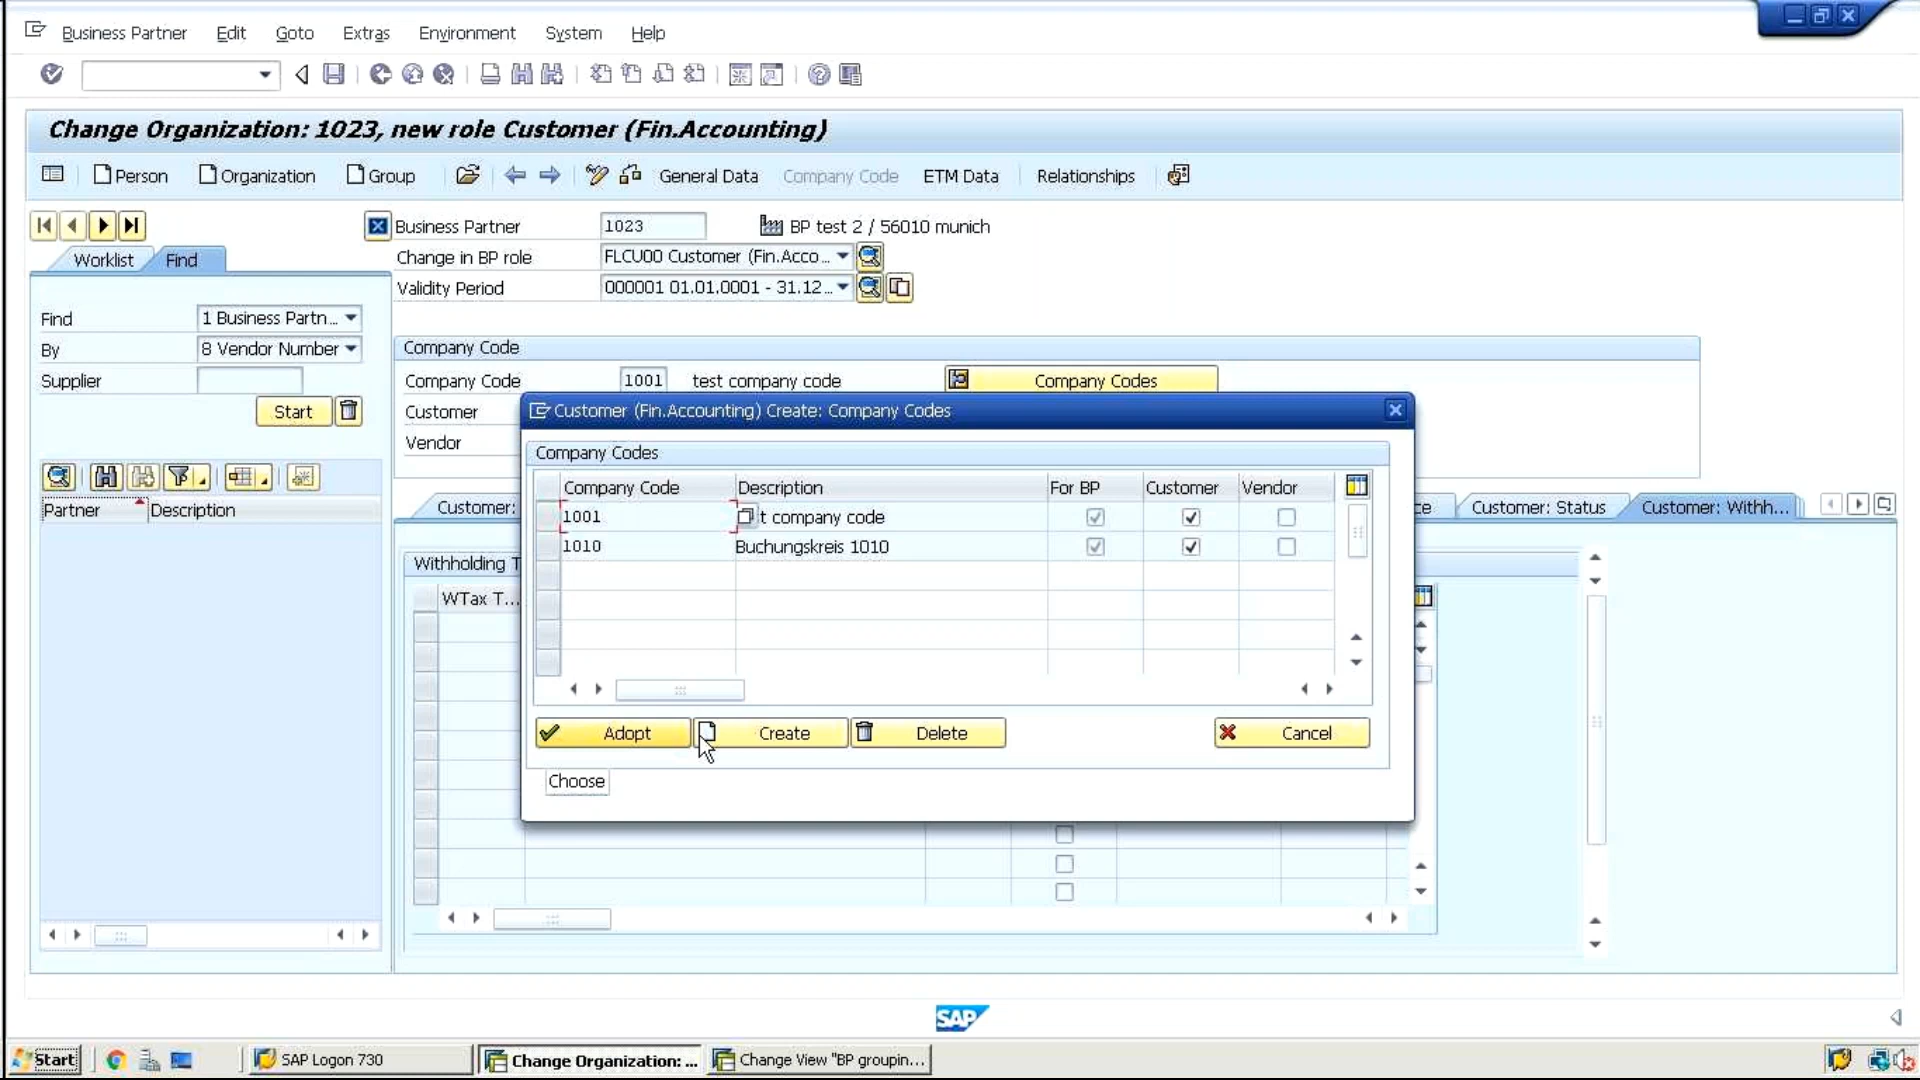 Business Partner Edit Goto Extras Environment System Help
Change Organization: 1023, new role Customer (Fin.Accounting)
Person Organization Group General Data Company Code ETM Data Relationships
Business Partner 1023 BP test 2 / 56010 munich
Worklist Find
Change in BP role FLCU00 Customer (Fin.Acco...
Validity Period 000001 01.01.0001 - 31.12...
Find 1 Business Partn...
By 8 Vendor Number
Supplier
Start
Partner Description
Company Code
Company Code 1001 test company code Company Codes
Customer
Vendor
Customer: ce Customer: Status Customer: Withh...
Withholding T
WTax T...
Customer (Fin.Accounting) Create: Company Codes
Company Codes
Company Code Description For BP Customer Vendor
1001 t company code
1010 Buchungskreis 1010
Adopt Create Delete Cancel
Choose
SAP
Start SAP Logon 730 Change Organization: ... Change View "BP groupin...